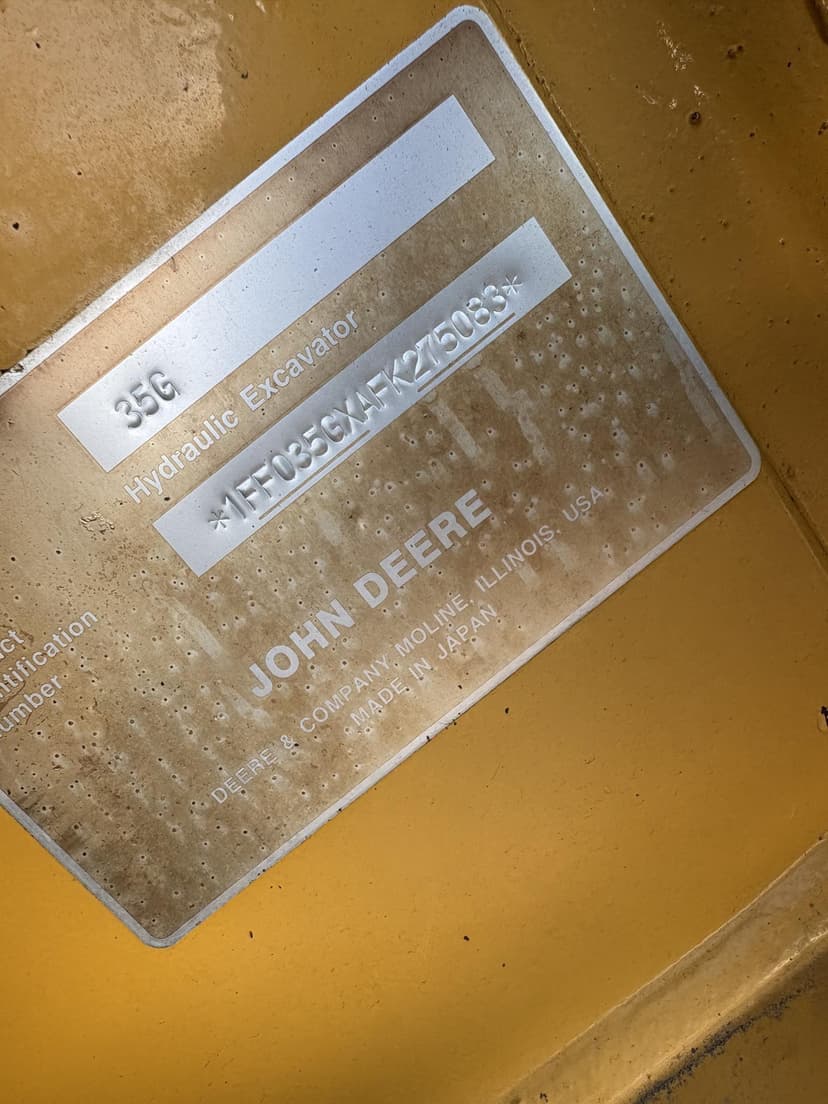 35G
Hydraulic Excavator
*1FF035GXAFK275083*
JOHN DEERE
DEERE & COMPANY MOLINE, ILLINOIS. USA
MADE IN JAPAN